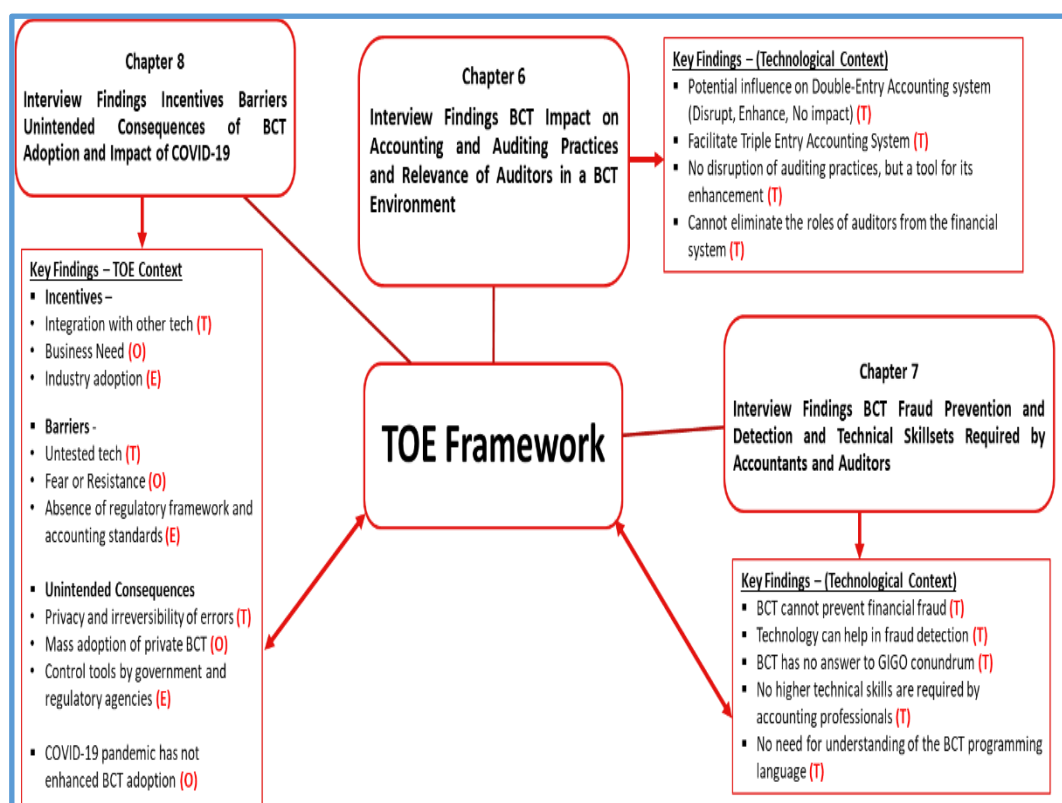 Chapter 8
Interview Findings Incentives Barriers
Unintended Consequences of BCT
Adoption and Impact of COVID-19
Chapter 6
Interview Findings BCT Impact on
Accounting and Auditing Practices
and Relevance of Auditors in a BCT
Environment
Key Findings – (Technological Context)
▪ Potential influence on Double-Entry Accounting system
(Disrupt, Enhance, No impact) (T)
▪ Facilitate Triple Entry Accounting System (T)
▪ No disruption of auditing practices, but a tool for its
enhancement (T)
▪ Cannot eliminate the roles of auditors from the financial
system (T)
Key Findings – TOE Context
▪ Incentives –
• Integration with other tech (T)
• Business Need (O)
• Industry adoption (E)
▪ Barriers -
• Untested tech (T)
• Fear or Resistance (O)
• Absence of regulatory framework and
accounting standards (E)
▪ Unintended Consequences
• Privacy and irreversibility of errors (T)
• Mass adoption of private BCT (O)
• Control tools by government and
regulatory agencies (E)
• COVID-19 pandemic has not
enhanced BCT adoption (O)
TOE Framework
Chapter 7
Interview Findings BCT Fraud Prevention and
Detection and Technical Skillsets Required by
Accountants and Auditors
Key Findings – (Technological Context)
▪ BCT cannot prevent financial fraud (T)
▪ Technology can help in fraud detection (T)
▪ BCT has no answer to GIGO conundrum (T)
▪ No higher technical skills are required by
accounting professionals (T)
▪ No need for understanding of the BCT programming
language (T)